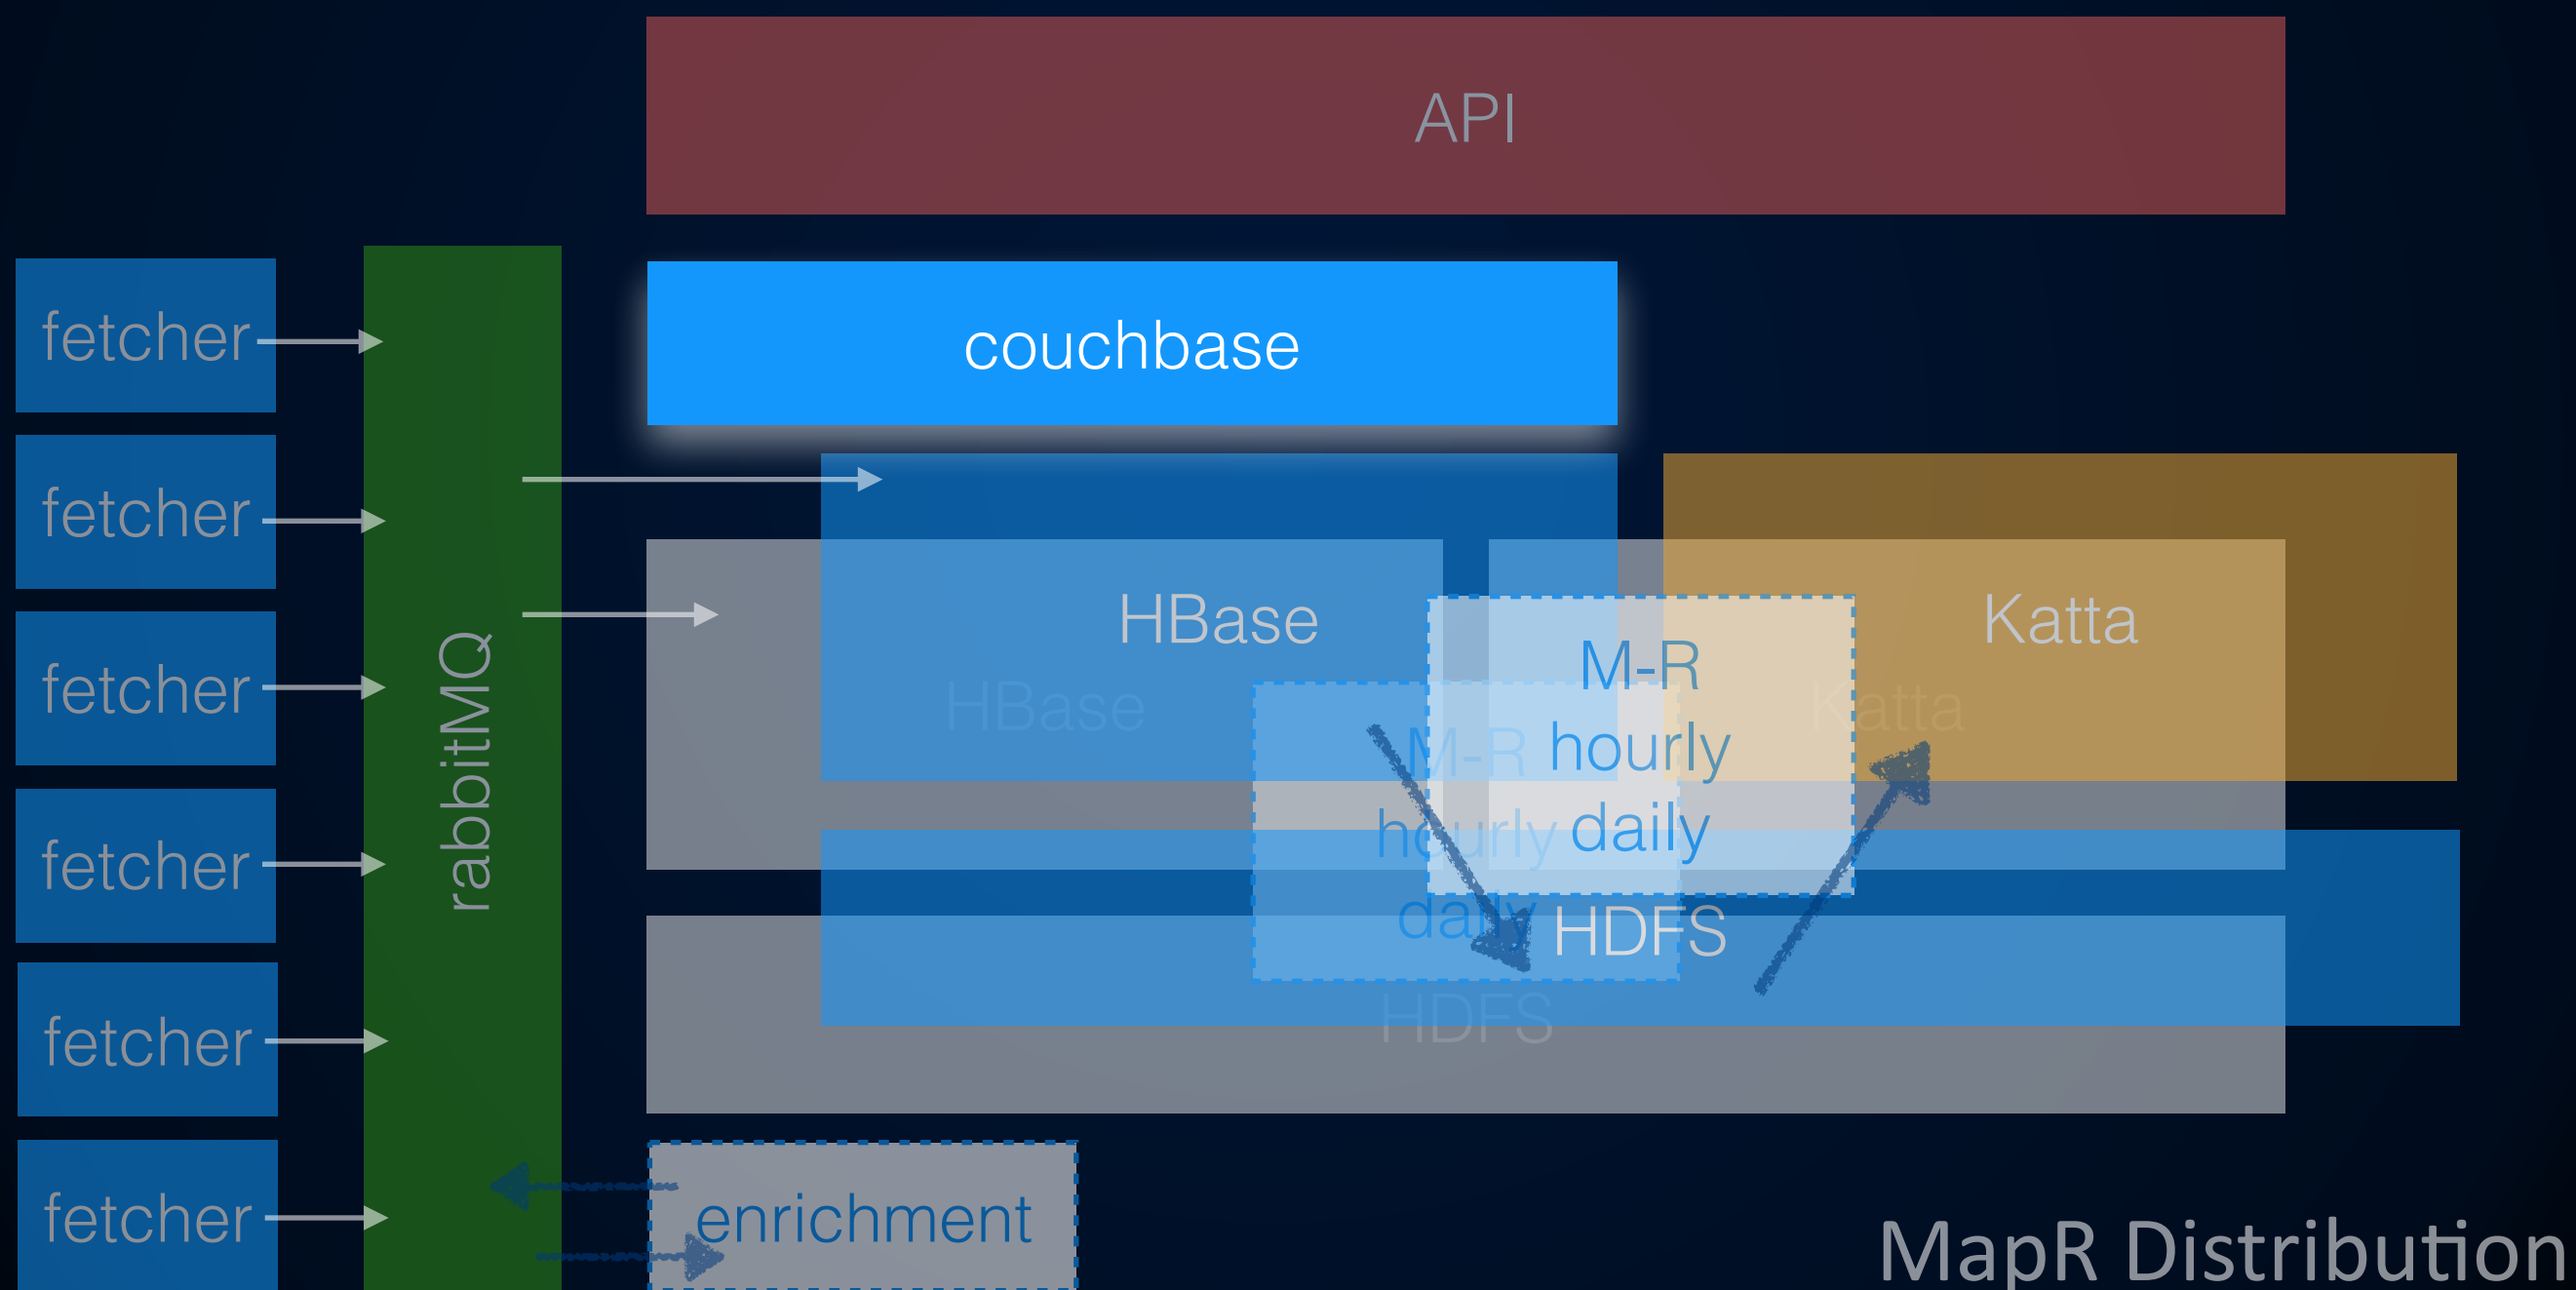 API
couchbase
fetcher
fetcher
fetcher
fetcher
fetcher
fetcher
rabbitMQ
HBase
Katta
HBase
Katta
M-R
hourly
daily
M-R
hourly
daily
HDFS
HDFS
enrichment
MapR Distribution